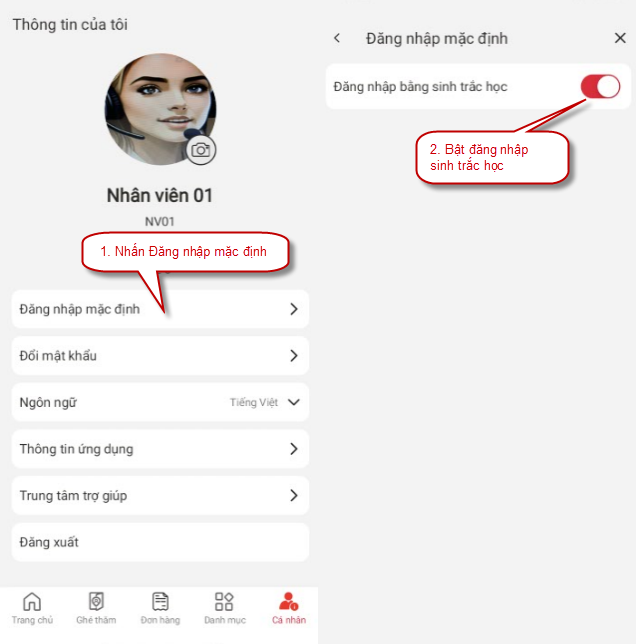 Thông tin của tôi
Nhân viên 01
NV01
1. Nhấn Đăng nhập mặc định
Đăng nhập mặc định
Đổi mật khẩu
Ngôn ngữ Tiếng Việt
Thông tin ứng dụng
Trung tâm trợ giúp
Đăng xuất
Trang chủ Ghé thăm Đơn hàng Danh mục Cá nhân
Đăng nhập mặc định
Đăng nhập bằng sinh trắc học
2. Bật đăng nhập
sinh trắc học